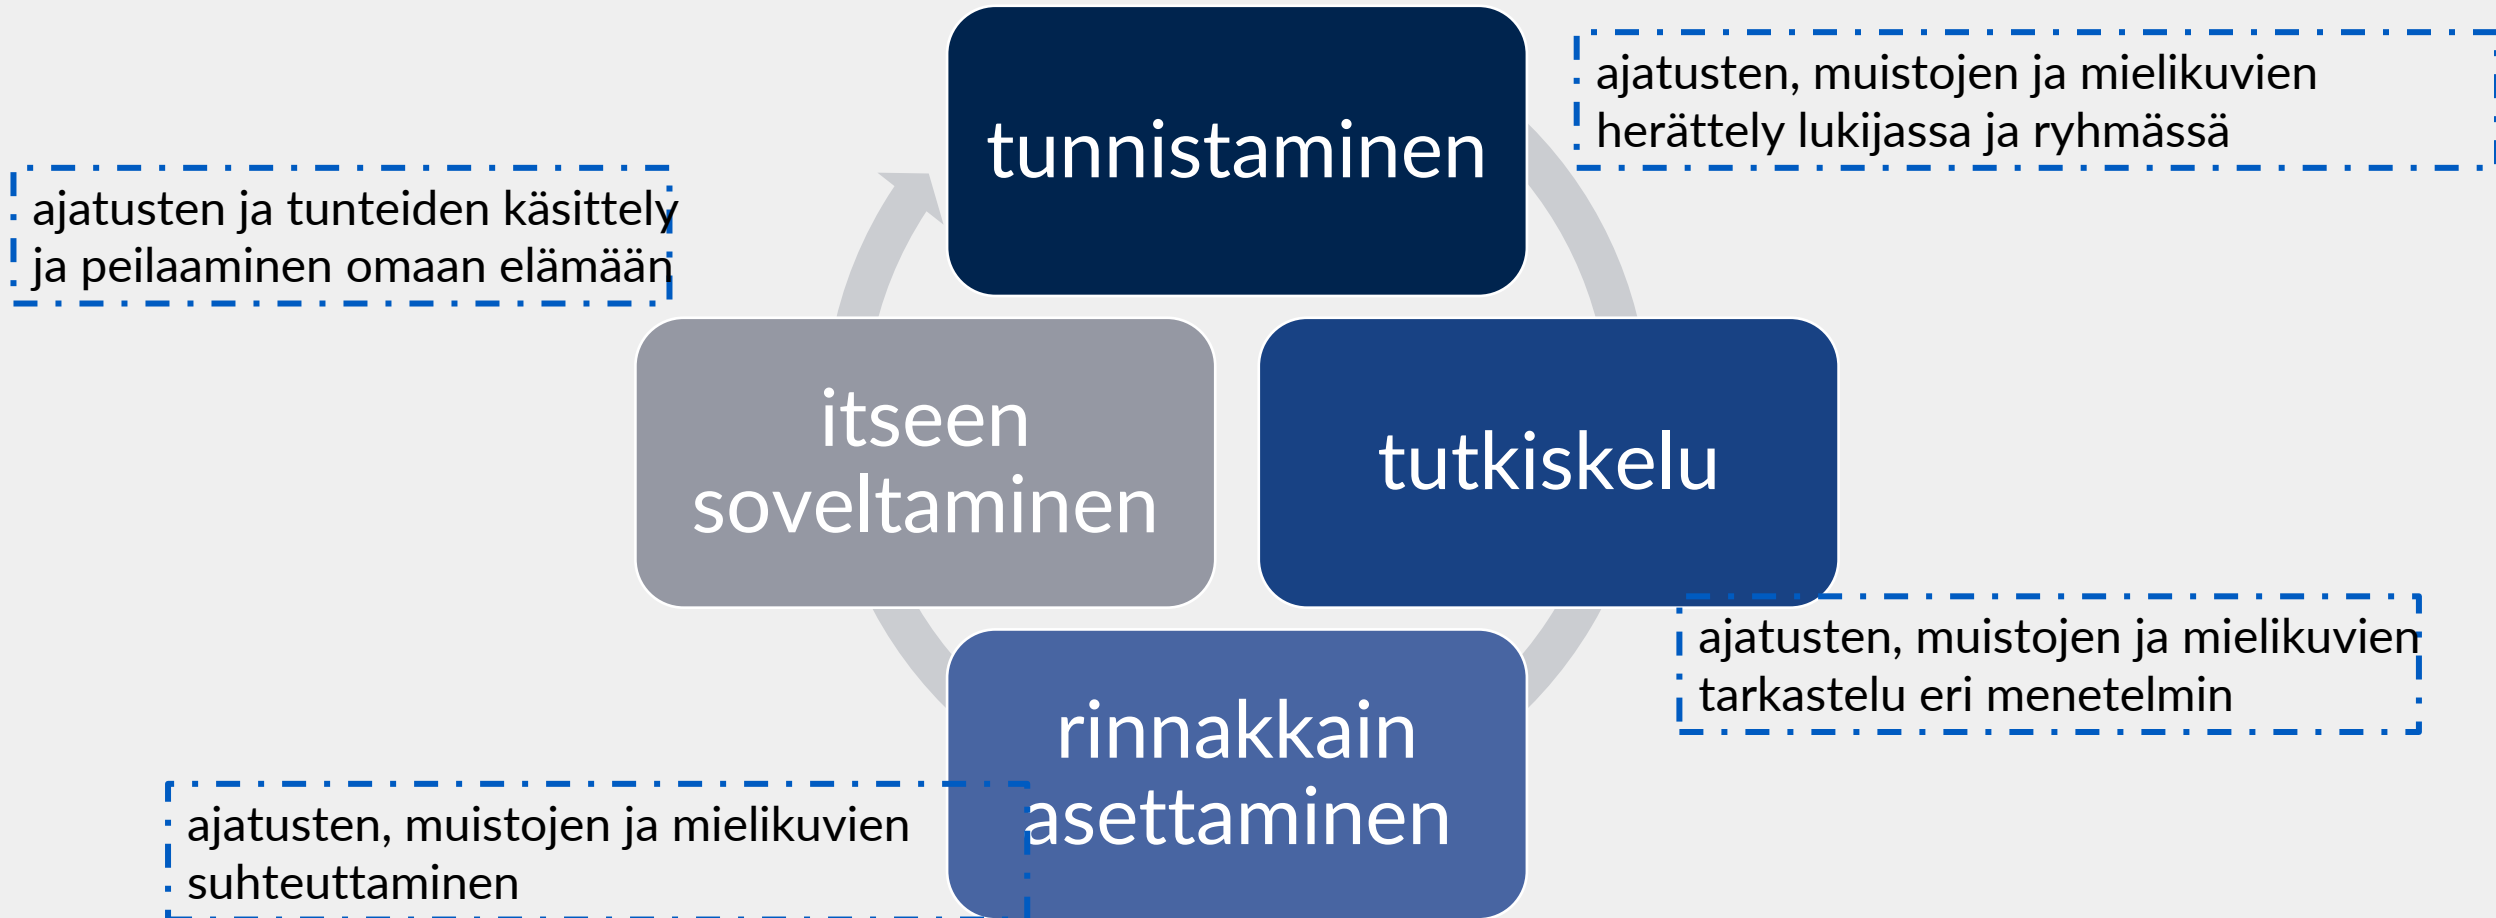 tunnistaminen
ajatusten, muistojen ja mielikuvien
herättely lukijassa ja ryhmässä
tutkiskelu
ajatusten, muistojen ja mielikuvien
tarkastelu eri menetelmin
rinnakkain
asettaminen
ajatusten, muistojen ja mielikuvien
suhteuttaminen
itseen
soveltaminen
ajatusten ja tunteiden käsittely
ja peilaaminen omaan elämään